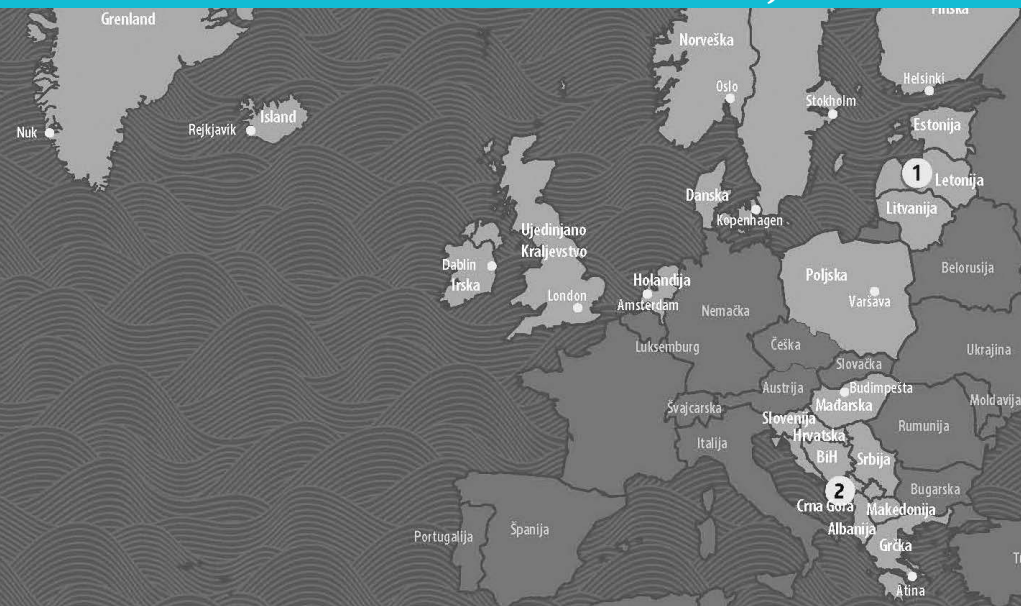 Grenland
Finska
Norveška
Helsinki
Oslo
Stokholm
Island
Rejkjavik
Nuk
Estonija
1
Letonija
Danska
Litvanija
Kopenhagen
Ujedinjano
Kraljevstvo
Dablin
Irska
Belorusija
Poljska
Holandija
London
Amsterdam
Varšava
Nemačka
Luksemburg
Češka
Ukrajina
Slovačka
Austrija
Budimpešta
Mađarska
Moldavija
Švajcarska
Slovenija
Rumunija
Hrvatska
Italija
BiH
Srbija
2
Bugarska
Crna Gora
Makedonija
Albanija
Španija
Portugalija
Grčka
Atina